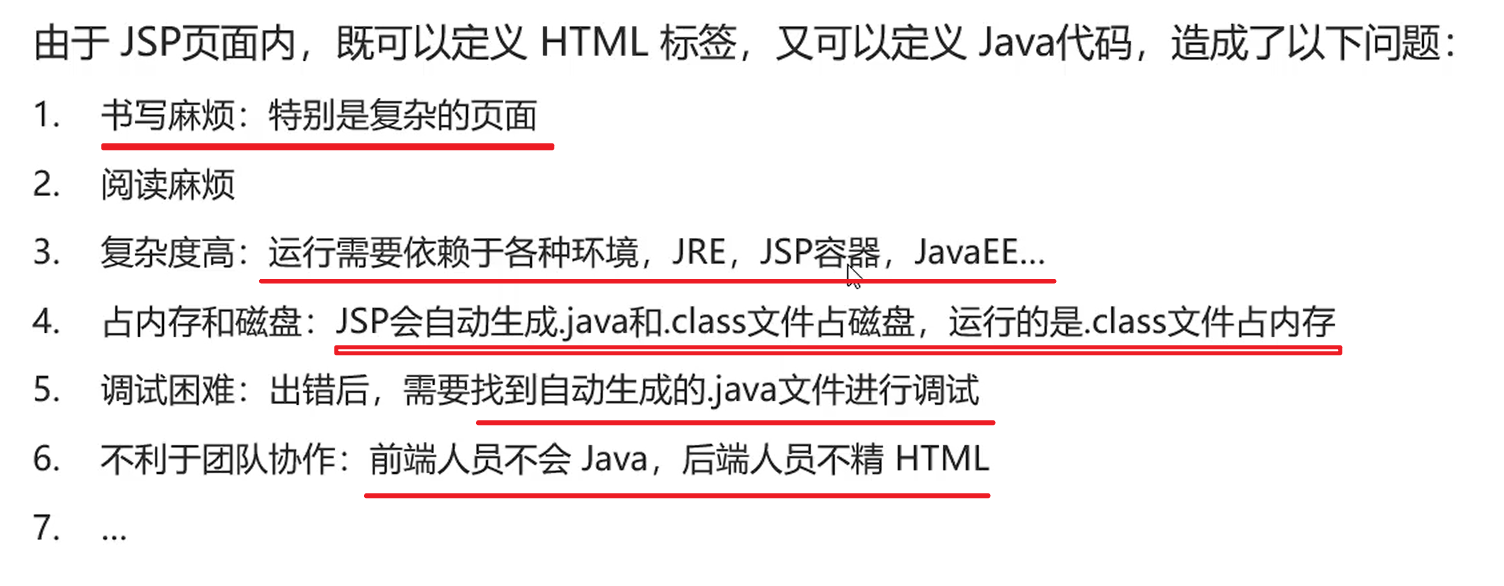 由于 JSP页面内，既可以定义 HTML 标签，又可以定义 Java代码，造成了以下问题：
1. 书写麻烦：特别是复杂的页面
2. 阅读麻烦
3. 复杂度高：运行需要依赖于各种环境，JRE，JSP容器，JavaEE...
4. 占内存和磁盘：JSP会自动生成.java和.class文件占磁盘，运行的是.class文件占内存
5. 调试困难：出错后，需要找到自动生成的.java文件进行调试
6. 不利于团队协作：前端人员不会 Java，后端人员不精 HTML
7. ...